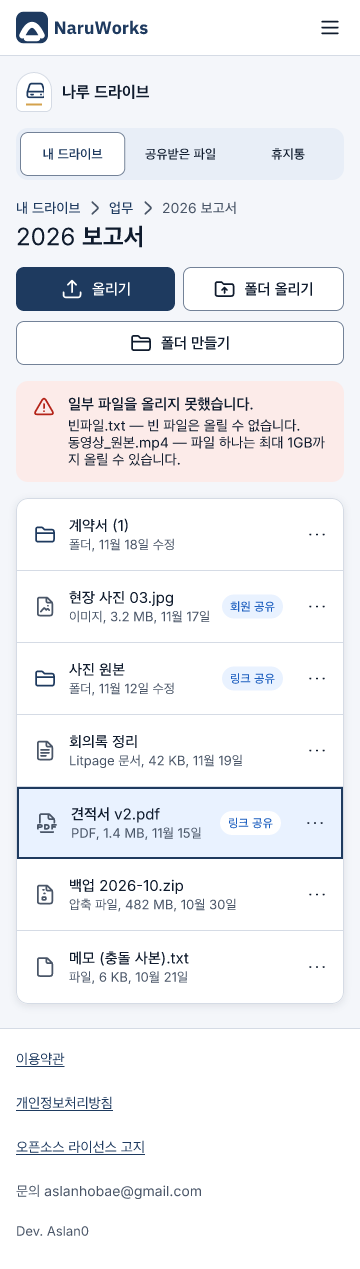 NaruWorks
나루 드라이브
내 드라이브
공유받은 파일
휴지통
내 드라이브 > 업무 > 2026 보고서
2026 보고서
올리기
폴더 올리기
폴더 만들기
일부 파일을 올리지 못했습니다.
빈파일.txt — 빈 파일은 올릴 수 없습니다.
동영상_원본.mp4 — 파일 하나는 최대 1GB까
지 올릴 수 있습니다.
계약서 (1)
폴더, 11월 18일 수정
현장 사진 03.jpg
이미지, 3.2 MB, 11월 17일
회원 공유
사진 원본
폴더, 11월 12일 수정
링크 공유
회의록 정리
Litpage 문서, 42 KB, 11월 19일
PDF
견적서 v2.pdf
PDF, 1.4 MB, 11월 15일
링크 공유
백업 2026-10.zip
압축 파일, 482 MB, 10월 30일
메모 (충돌 사본).txt
파일, 6 KB, 10월 21일
이용약관
개인정보처리방침
오픈소스 라이선스 고지
문의 aslanhobae@gmail.com
Dev. Aslan0